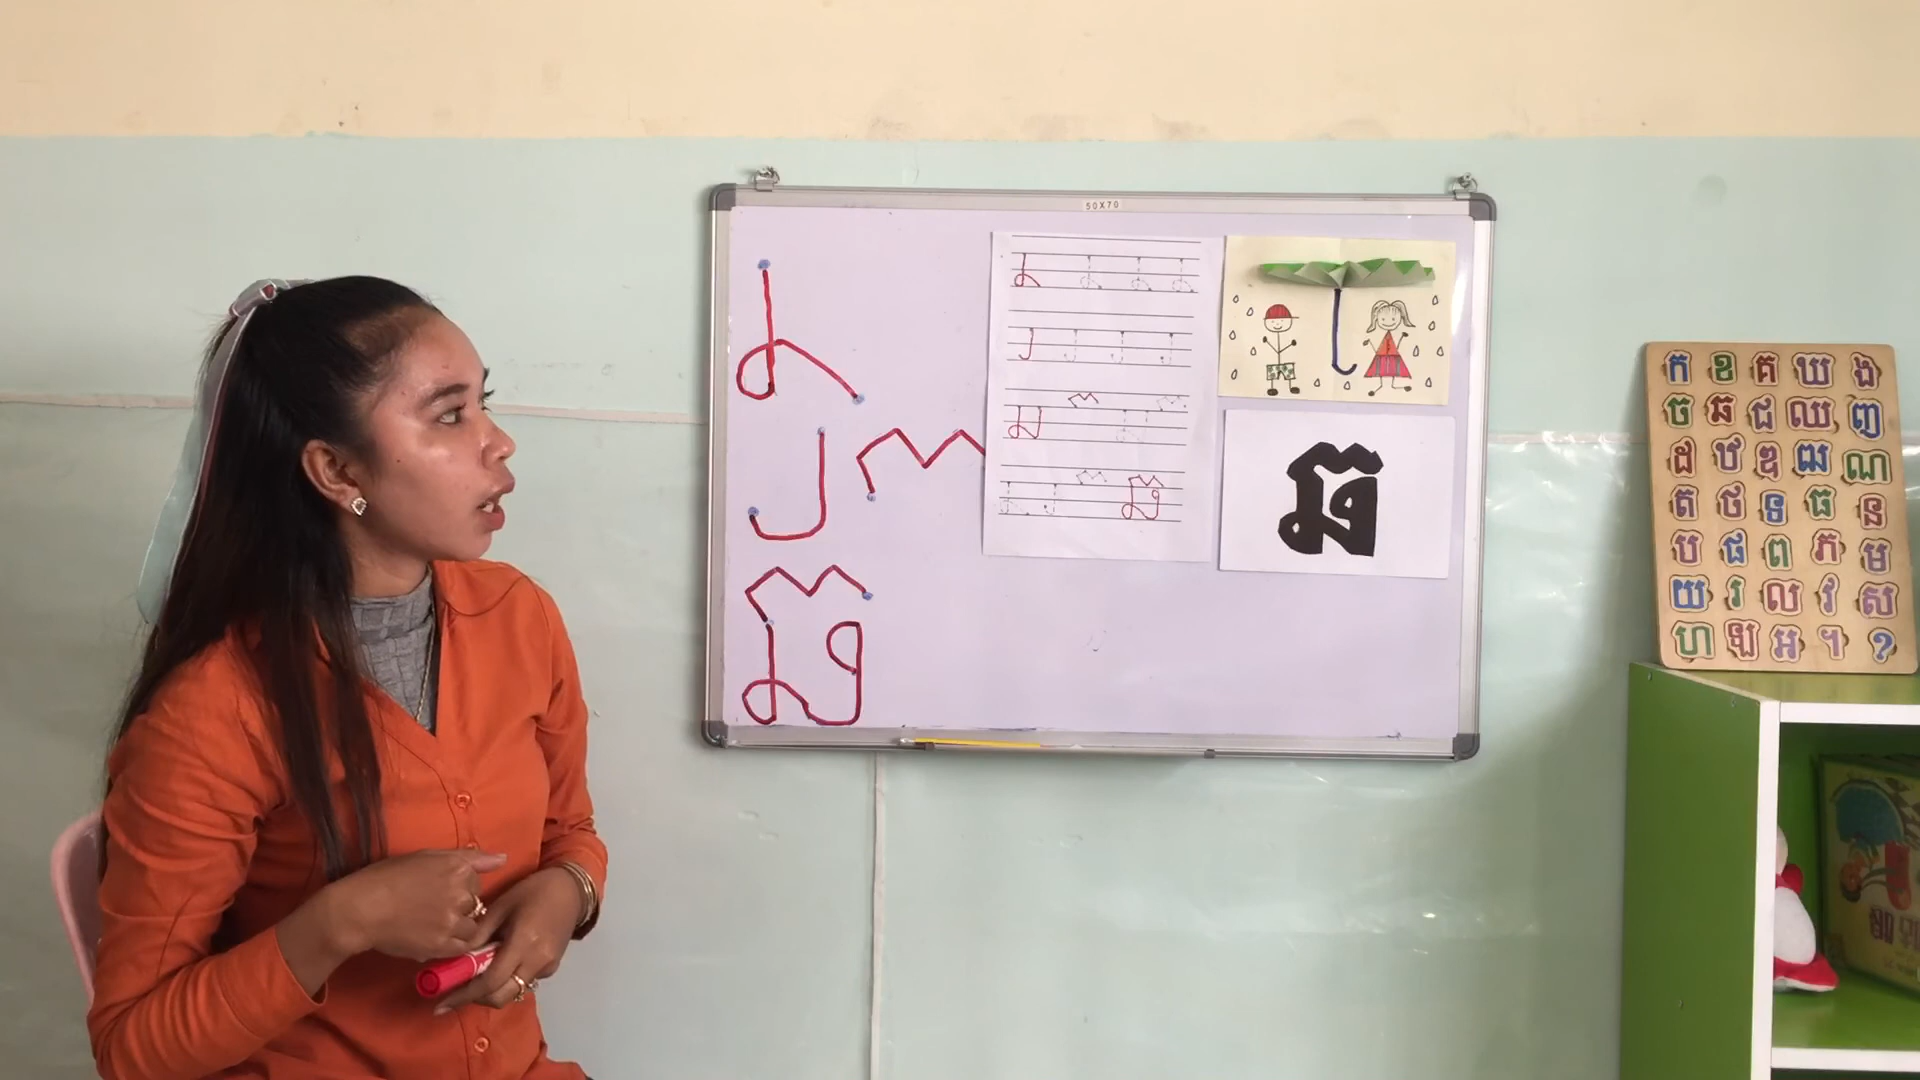 50X70
ឆ
ឆ
ឆ
ក ខ គ ឃ ង
ច ឆ ជ ឈ ញ
ដ ឋ ឌ ឍ ណ
ត ថ ទ ធ ន
ប ផ ព ភ ម
យ រ ល វ ស
ហ ឡ អ ។ ?